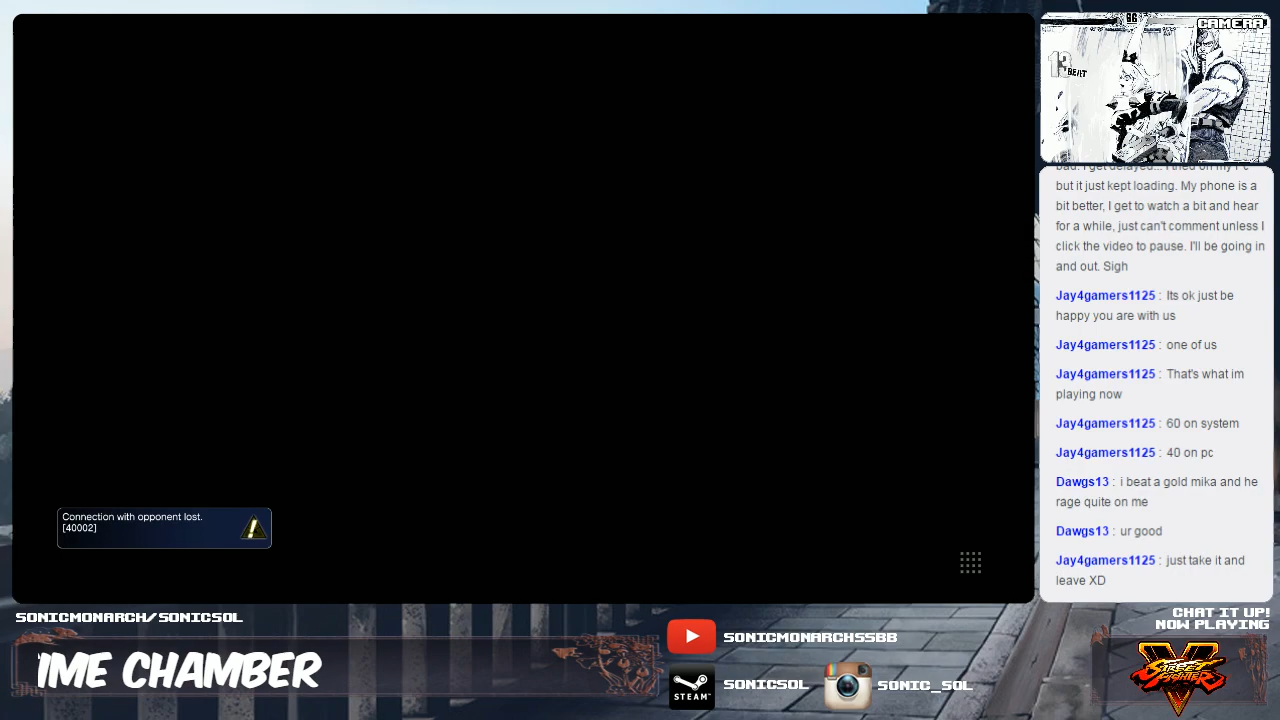 CAMERA
13
BEAT
but it just kept loading. My phone is a
bit better, I get to watch a bit and hear
for a while, just can't comment unless I
click the video to pause. I'll be going in
and out. Sigh
Jay4gamers1125 : Its ok just be
happy you are with us
Jay4gamers1125 : one of us
Jay4gamers1125 : That's what im
playing now
Jay4gamers1125 : 60 on system
Jay4gamers1125 : 40 on pc
Dawgs13 : i beat a gold mika and he
rage quite on me
Dawgs13 : ur good
Jay4gamers1125 : just take it and
leave XD
Connection with opponent lost.
[40002]
SONICMONARCH/SONICSOL
IME CHAMBER
SONICMONARCHSSBB
STEAM™
SONICSOL
SONIC_SOL
CHAT IT UP!
NOW PLAYING
V
STREET
FIGHTER